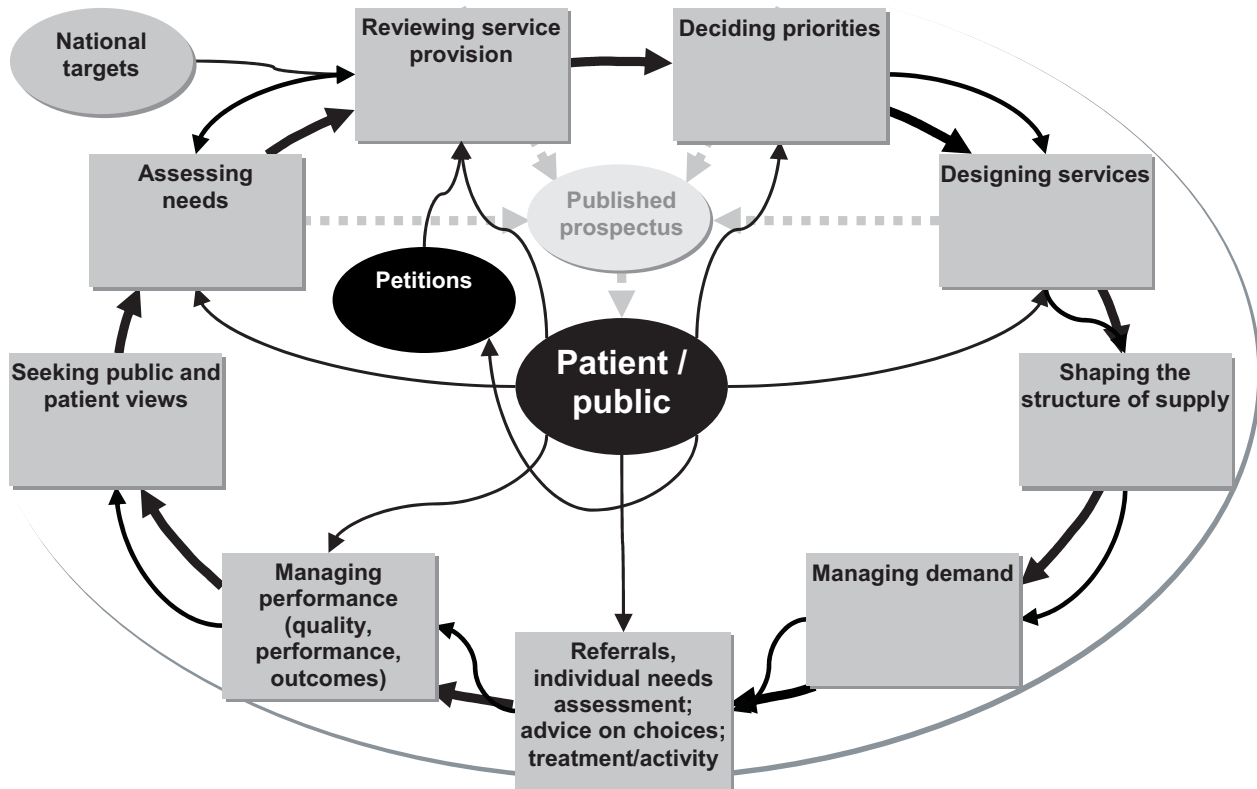 National
targets
Reviewing service
provision
Deciding priorities
Assessing
needs
Published
prospectus
Designing services
Petitions
Patient /
public
Seeking public and
patient views
Shaping the
structure of supply
Managing
performance
(quality,
performance,
outcomes)
Managing demand
Referrals,
individual needs
assessment;
advice on choices;
treatment/activity